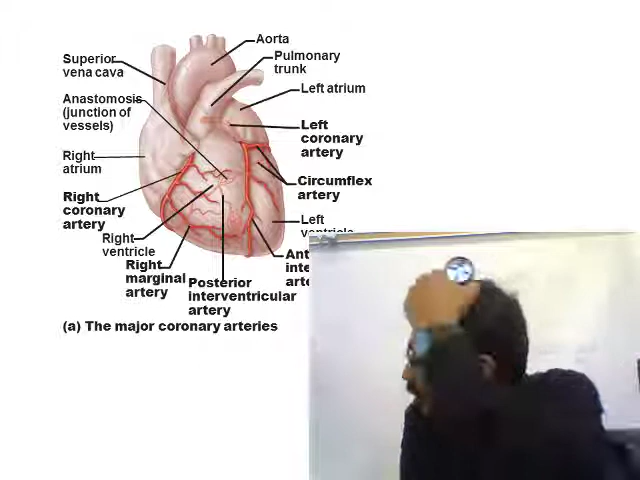 Aorta
Superior
vena cava
Pulmonary
trunk
Left atrium
Anastomosis
(junction of
vessels)
Left
coronary
artery
Right
atrium
Circumflex
artery
Right
coronary
artery
Left
Right
ventricle
Right
marginal
artery
Posterior
interventricular
artery
(a) The major coronary arteries